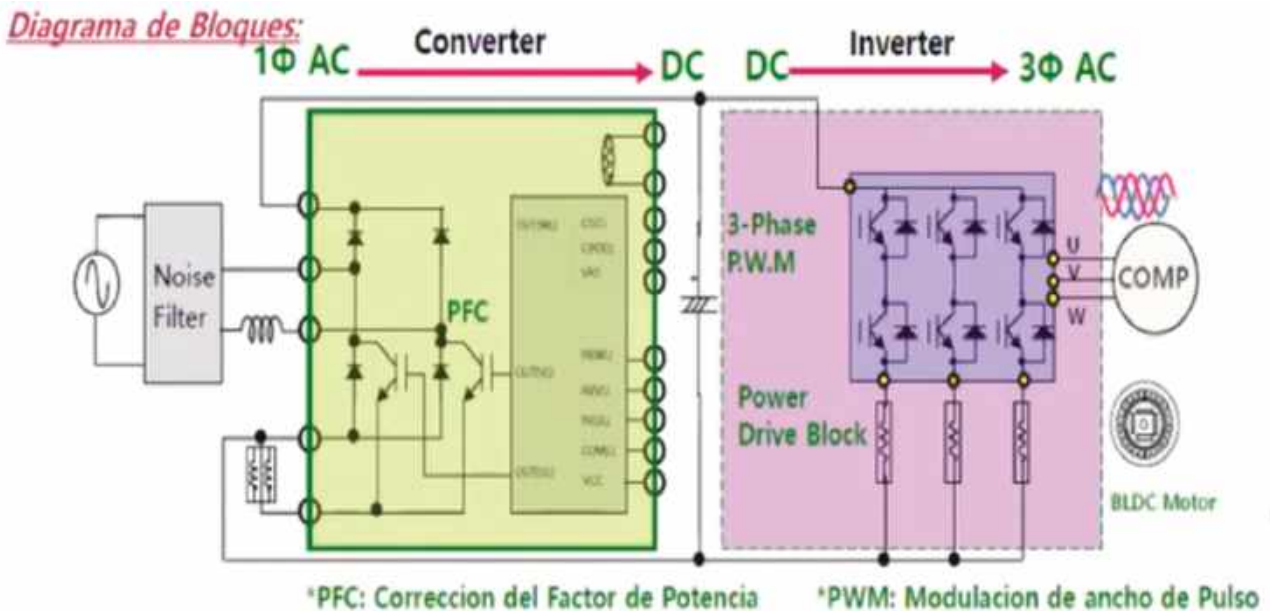 Diagrama de Bloques:
Converter
Inverter
1Φ AC
DC
DC
3Φ AC
Noise
Filter
PFC
3-Phase
P.W.M
U
V
W
COMP
Power
Drive Block
VCC
BLDC Motor
*PFC: Correccion del Factor de Potencia
*PWM: Modulacion de ancho de Pulso